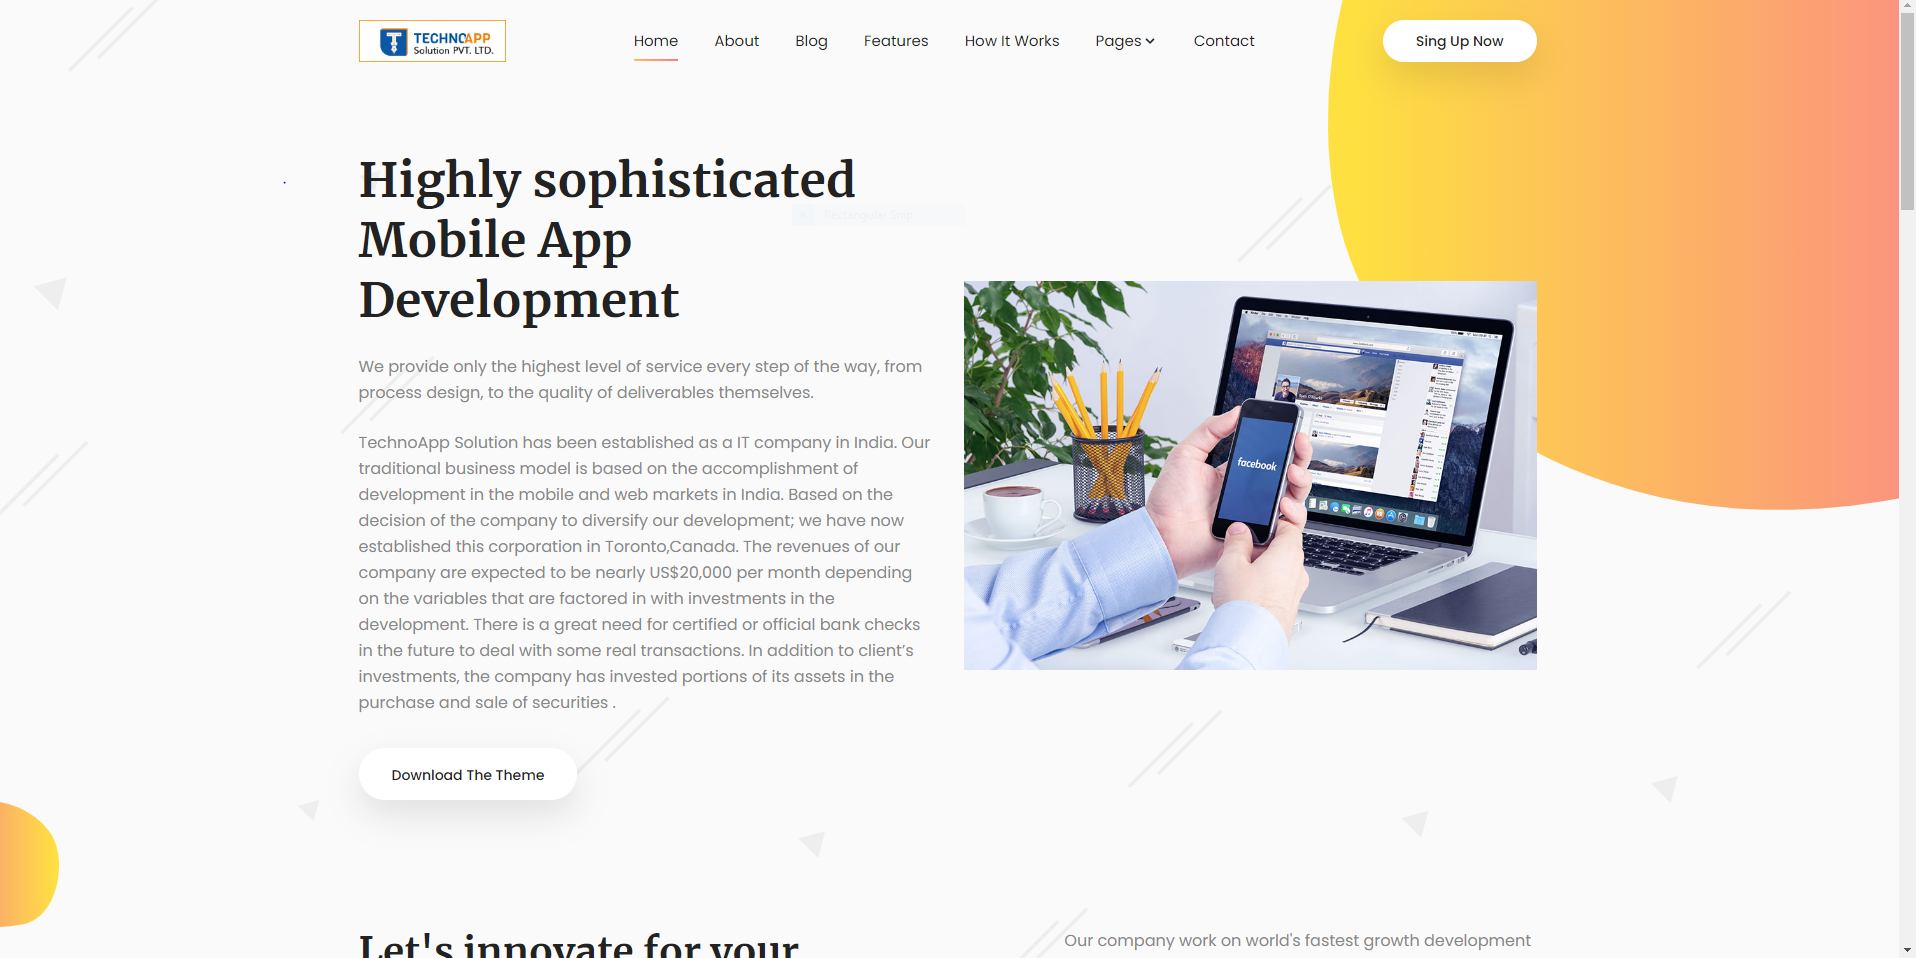 TECHNOAPP
Solution PVT. LTD.
Home About Blog Features How It Works Pages Contact
Sing Up Now
Highly sophisticated
Mobile App
Development
Rectangular Snip
We provide only the highest level of service every step of the way, from
process design, to the quality of deliverables themselves.
TechnoApp Solution has been established as a IT company in India. Our
traditional business model is based on the accomplishment of
development in the mobile and web markets in India. Based on the
decision of the company to diversify our development; we have now
established this corporation in Toronto,Canada. The revenues of our
company are expected to be nearly US$20,000 per month depending
on the variables that are factored in with investments in the
development. There is a great need for certified or official bank checks
in the future to deal with some real transactions. In addition to client’s
investments, the company has invested portions of its assets in the
purchase and sale of securities .
facebook
Download The Theme
Let's innovate for your
Our company work on world's fastest growth development